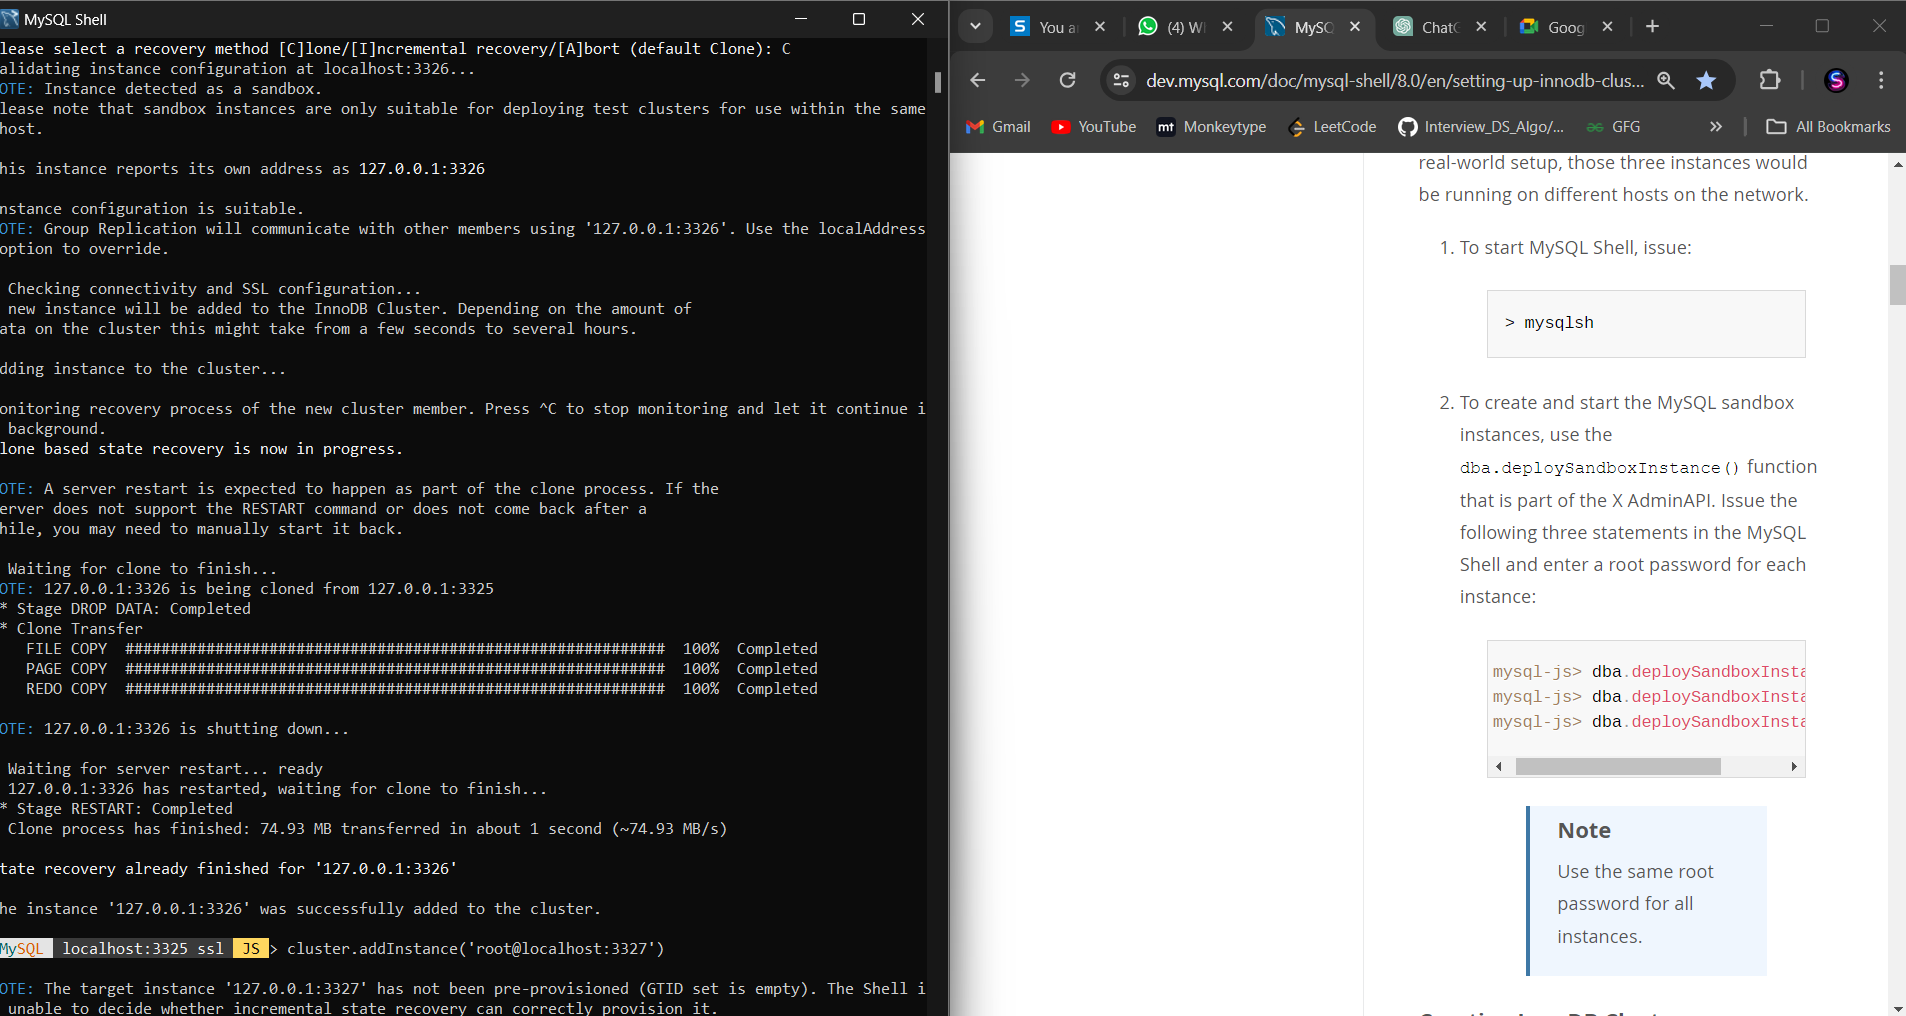 MySQL Shell
lease select a recovery method [C]lone/[I]ncremental recovery/[A]bort (default Clone): C
alidating instance configuration at localhost:3326...
OTE: Instance detected as a sandbox.
lease note that sandbox instances are only suitable for deploying test clusters for use within the same
host.
his instance reports its own address as 127.0.0.1:3326
nstance configuration is suitable.
OTE: Group Replication will communicate with other members using '127.0.0.1:3326'. Use the localAddress
option to override.
Checking connectivity and SSL configuration...
new instance will be added to the InnoDB Cluster. Depending on the amount of
ata on the cluster this might take from a few seconds to several hours.
dding instance to the cluster...
onitoring recovery process of the new cluster member. Press ^C to stop monitoring and let it continue i
background.
lone based state recovery is now in progress.
OTE: A server restart is expected to happen as part of the clone process. If the
erver does not support the RESTART command or does not come back after a
hile, you may need to manually start it back.
Waiting for clone to finish...
OTE: 127.0.0.1:3326 is being cloned from 127.0.0.1:3325
* Stage DROP DATA: Completed
* Clone Transfer
FILE COPY ############################################################ 100% Completed
PAGE COPY ############################################################ 100% Completed
REDO COPY ############################################################ 100% Completed
OTE: 127.0.0.1:3326 is shutting down...
Waiting for server restart... ready
127.0.0.1:3326 has restarted, waiting for clone to finish...
* Stage RESTART: Completed
Clone process has finished: 74.93 MB transferred in about 1 second (~74.93 MB/s)
tate recovery already finished for '127.0.0.1:3326'
he instance '127.0.0.1:3326' was successfully added to the cluster.
MySQL localhost:3325 ssl JS > cluster.addInstance('root@localhost:3327')
OTE: The target instance '127.0.0.1:3327' has not been pre-provisioned (GTID set is empty). The Shell i
unable to decide whether incremental state recovery can correctly provision it.
S You a
(4) W
MySQ
ChatG
Goog
dev.mysql.com/doc/mysql-shell/8.0/en/setting-up-innodb-clus...
S
Gmail YouTube mt Monkeytype LeetCode Interview_DS_Algo/... GFG » All Bookmarks
real-world setup, those three instances would
be running on different hosts on the network.
1. To start MySQL Shell, issue:
> mysqlsh
2. To create and start the MySQL sandbox
instances, use the
dba.deploySandboxInstance() function
that is part of the X AdminAPI. Issue the
following three statements in the MySQL
Shell and enter a root password for each
instance:
mysql-js> dba.deploySandboxInsta
mysql-js> dba.deploySandboxInsta
mysql-js> dba.deploySandboxInsta
Note
Use the same root
password for all
instances.